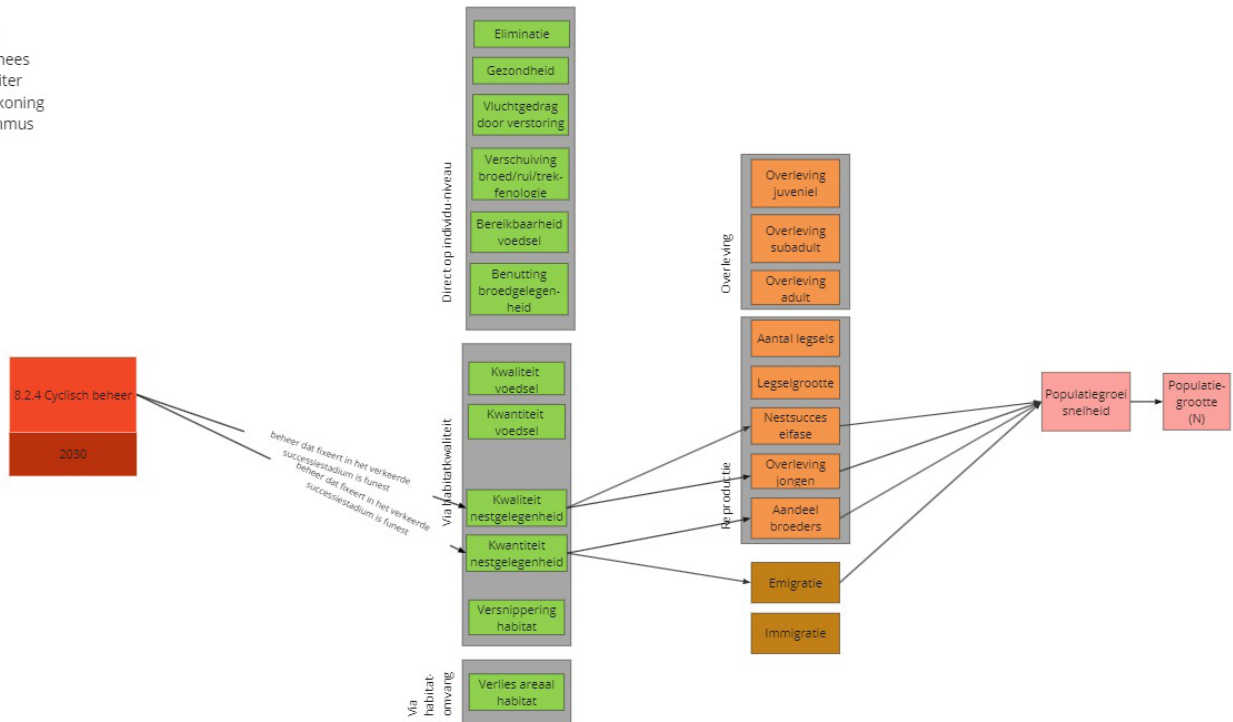 Eliminatie
Gezondheid
Vluchtgedrag
door verstoring
Verschuiving
broed/rui/trek-
fenologie
Bereikbaarheid
voedsel
Benutting
broedgelegen-
heid
Direct op individu-niveau
8.2.4 Cyclisch beheer
2030
beheer dat fixeert in het verkeerde
successiestadium is funest
beheer dat fixeert in het verkeerde
successiestadium is funest
Via habitatkwaliteit
Kwaliteit
voedsel
Kwantiteit
voedsel
Kwaliteit
nestgelegenheid
Kwantiteit
nestgelegenheid
Versnippering
habitat
Via
habitat-
omvang
Verlies areaal
habitat
Overleving
Overleving
juveniel
Overleving
subadult
Overleving
adult
Reproductie
Aantal legsels
Legselgrootte
Nestsucces
eifase
Overleving
jongen
Aandeel
broeders
Emigratie
Immigratie
Populatiegroei
snelheid
Populatie-
grootte
(N)